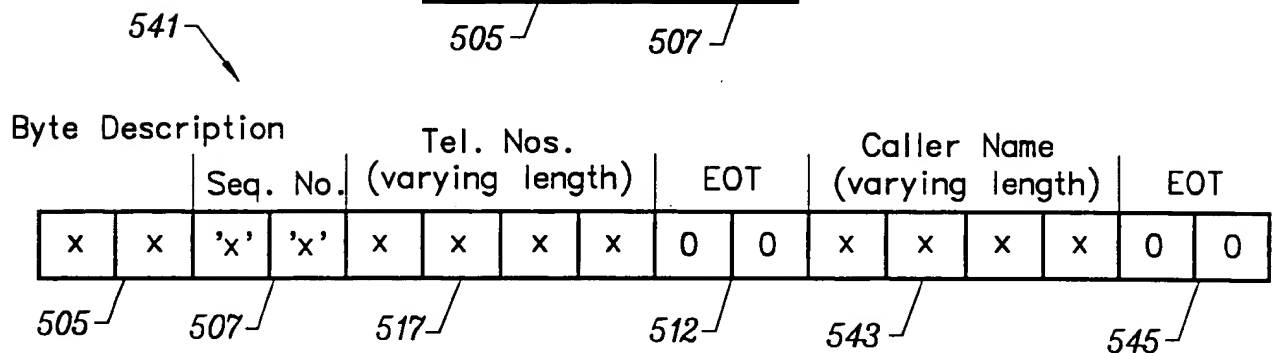 505 507
541
Byte Description
Seq. No. Tel. Nos. (varying length) EOT Caller Name (varying length) EOT
x x 'x' 'x' x x x x 0 0 x x x x 0 0
505 507 517 512 543 545